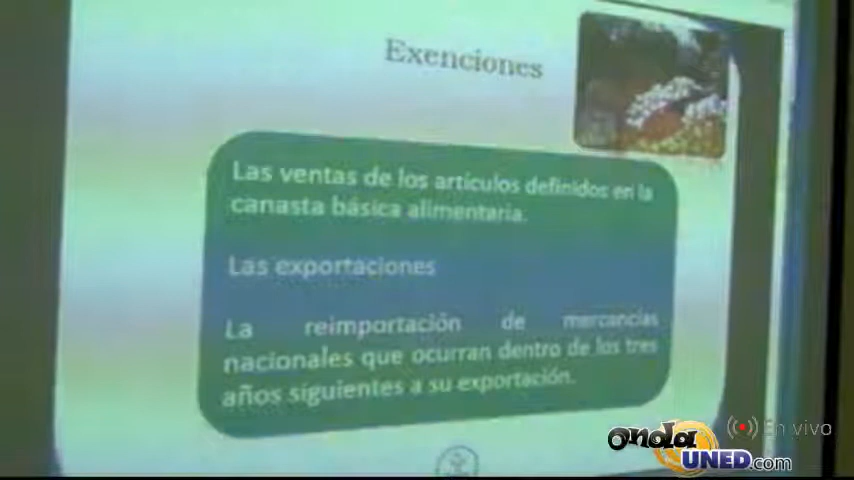 Exenciones
Las ventas de los artículos definidos en la
canasta básica alimentaria.
Las exportaciones
La reimportación de mercancías
nacionales que ocurran dentro de los tres
años siguientes a su exportación.
En vivo
onda
UNED.com